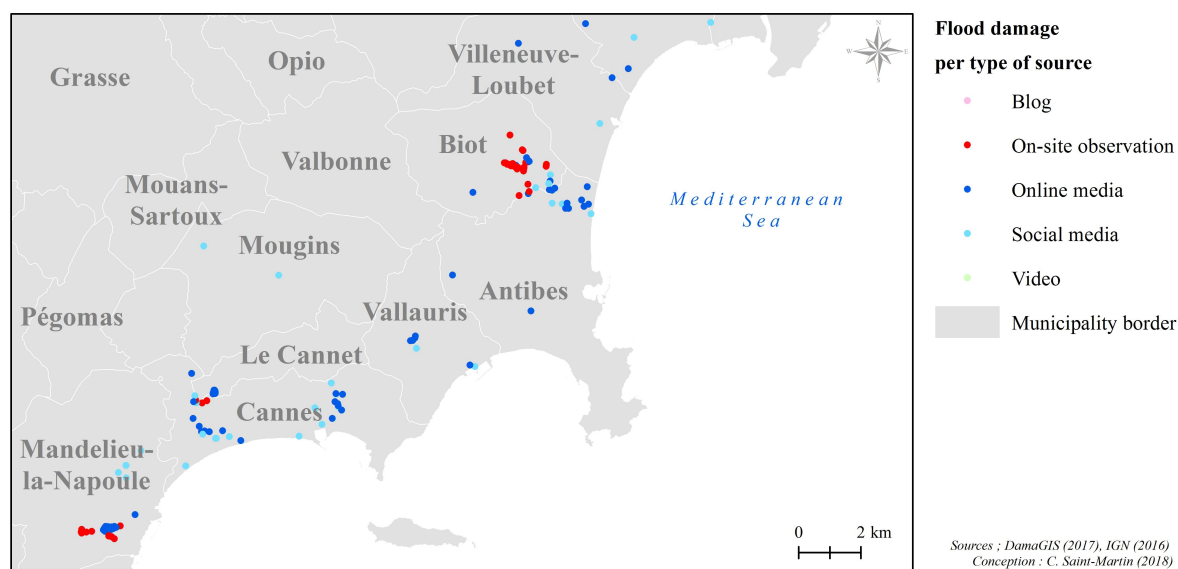 Grasse
Opio
Villeneuve-
Loubet
Biot
Valbonne
Mouans-
Sartoux
Mougins
Pégomas
Vallauris
Antibes
Le Cannet
Cannes
Mandelieu-
la-Napoule
Mediterranean
Sea
N
W
E
S
0 2 km
Flood damage
per type of source
Blog
On-site observation
Online media
Social media
Video
Municipality border
Sources ; DamaGIS (2017), IGN (2016)
Conception : C. Saint-Martin (2018)